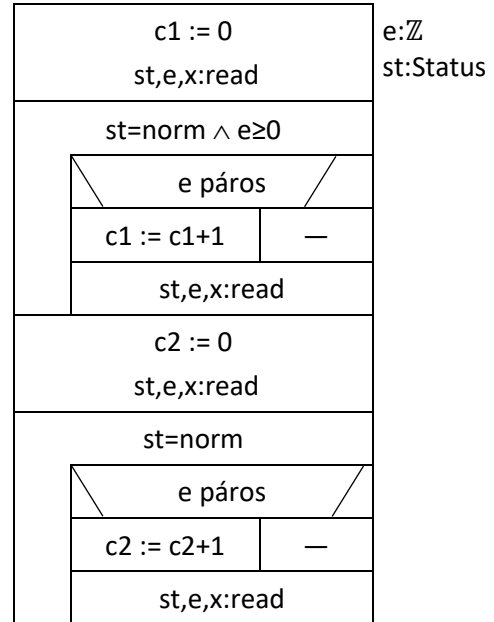 c1 := 0
st,e,x:read
e:ℤ
st:Status
st=norm ∧ e≥0
e páros
c1 := c1+1
—
st,e,x:read
c2 := 0
st,e,x:read
st=norm
e páros
c2 := c2+1
—
st,e,x:read